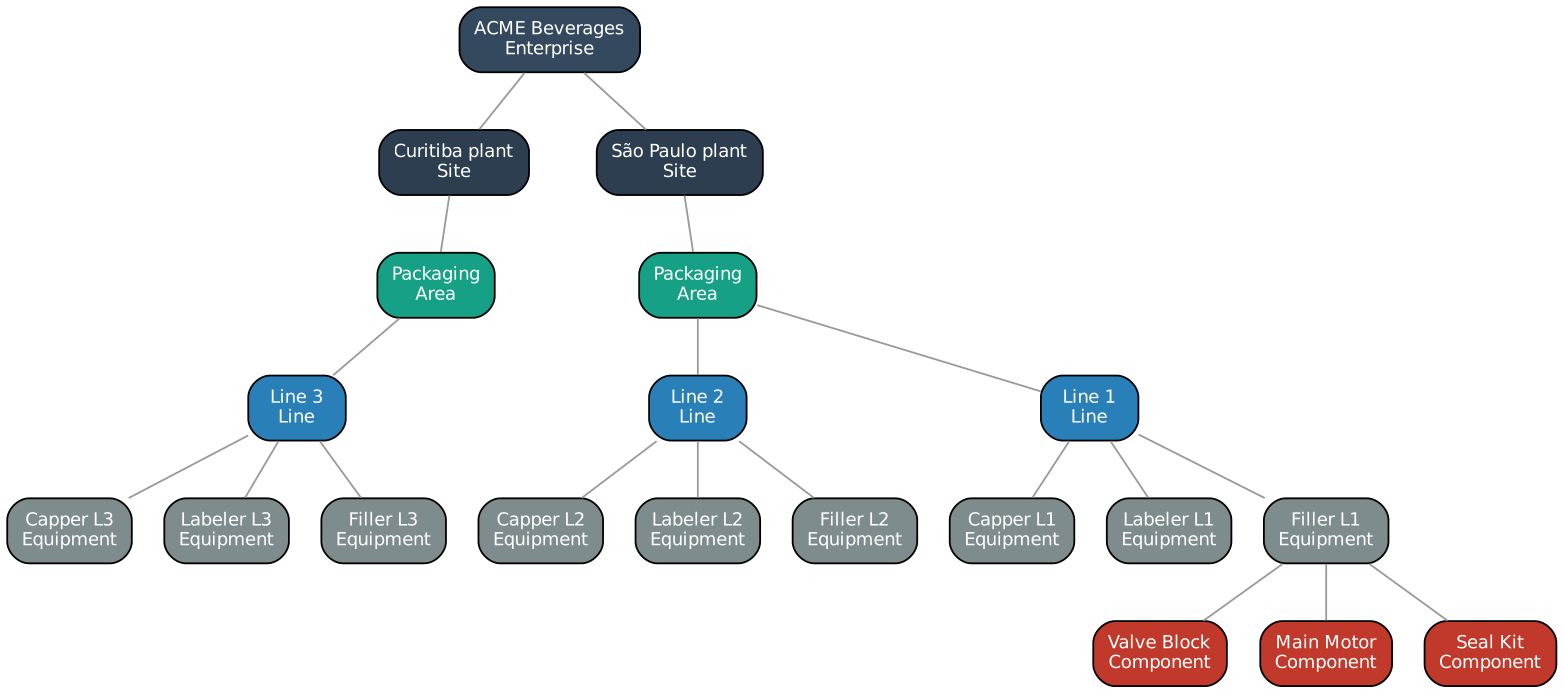 ACME Beverages
Enterprise
Curitiba plant
Site
São Paulo plant
Site
Packaging
Area
Packaging
Area
Line 3
Line
Line 2
Line
Line 1
Line
Capper L3
Equipment
Labeler L3
Equipment
Filler L3
Equipment
Capper L2
Equipment
Labeler L2
Equipment
Filler L2
Equipment
Capper L1
Equipment
Labeler L1
Equipment
Filler L1
Equipment
Valve Block
Component
Main Motor
Component
Seal Kit
Component